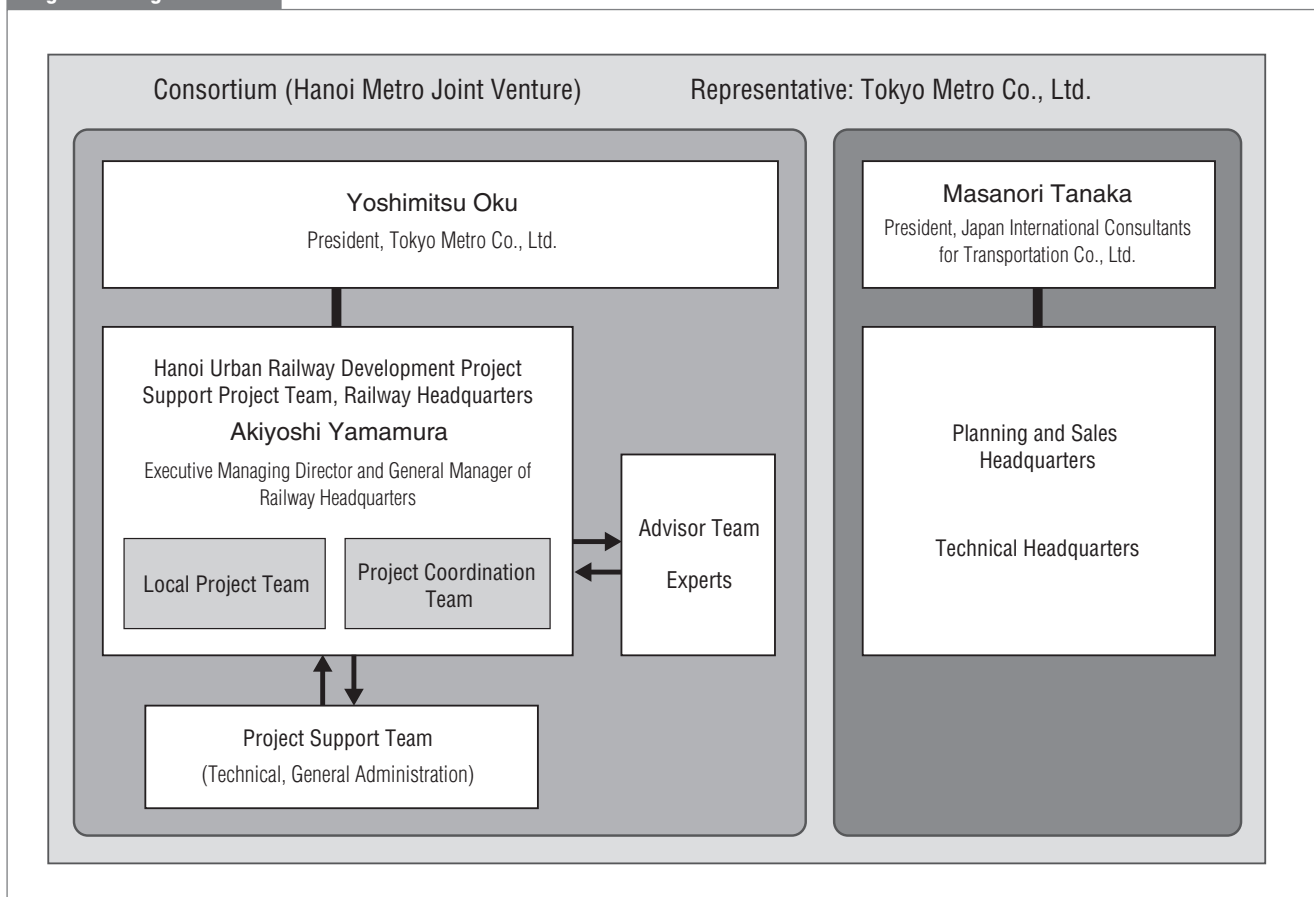 Consortium (Hanoi Metro Joint Venture)
Representative: Tokyo Metro Co., Ltd.
Yoshimitsu Oku
President, Tokyo Metro Co., Ltd.
Hanoi Urban Railway Development Project
Support Project Team, Railway Headquarters
Akiyoshi Yamamura
Executive Managing Director and General Manager of
Railway Headquarters
Local Project Team
Project Coordination
Team
Advisor Team
Experts
Project Support Team
(Technical, General Administration)
Masanori Tanaka
President, Japan International Consultants
for Transportation Co., Ltd.
Planning and Sales
Headquarters
Technical Headquarters